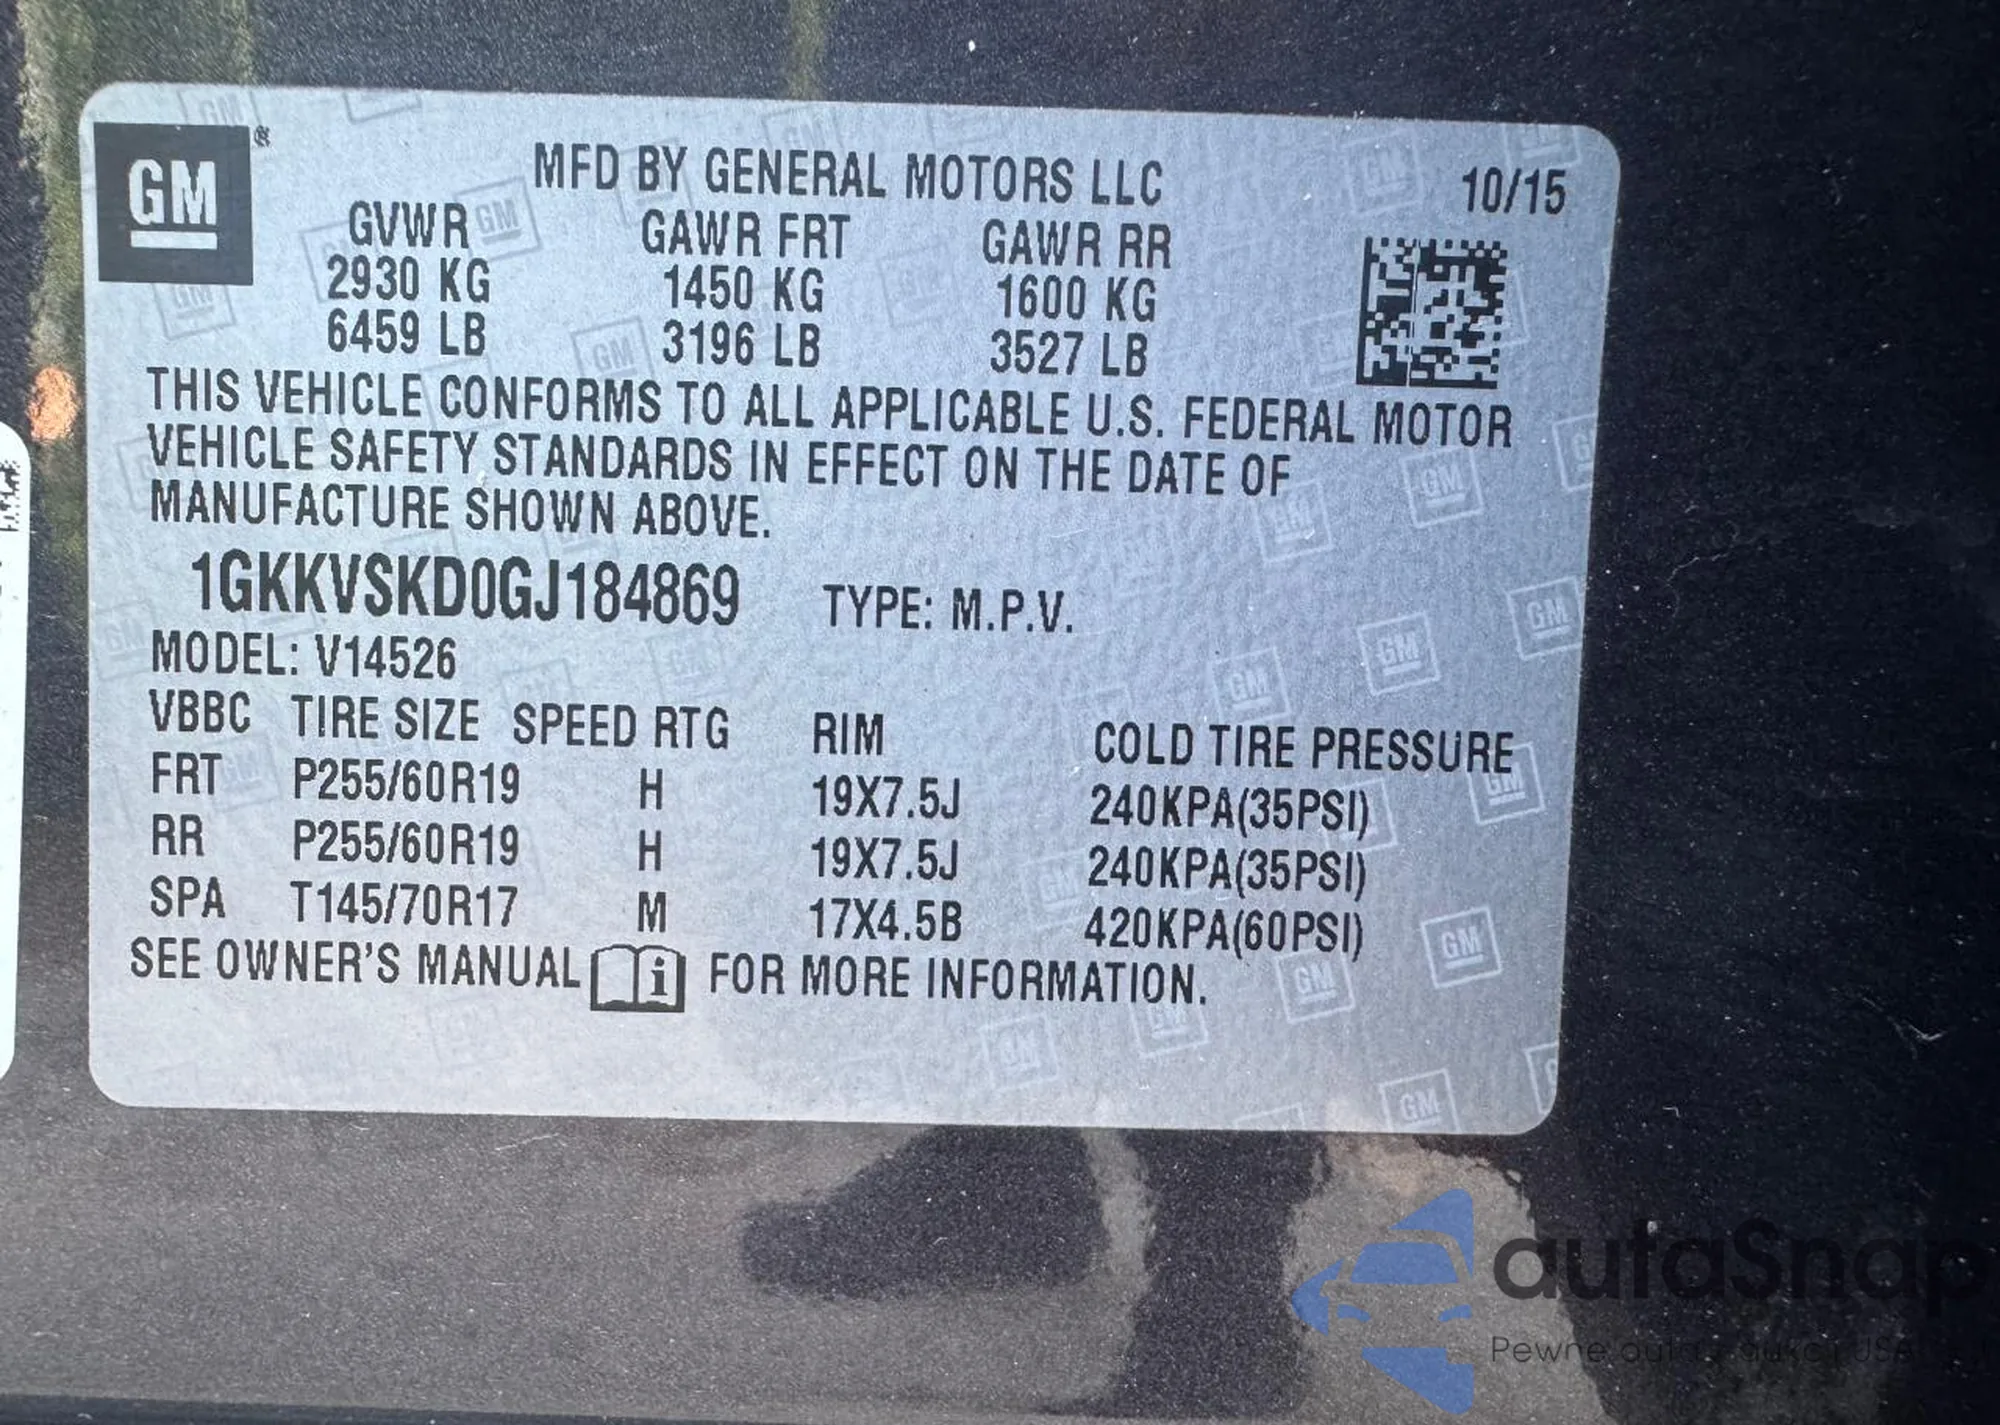 GM ®
MFD BY GENERAL MOTORS LLC 10/15
GVWR GAWR FRT GAWR RR
2930 KG 1450 KG 1600 KG
6459 LB 3196 LB 3527 LB
THIS VEHICLE CONFORMS TO ALL APPLICABLE U.S. FEDERAL MOTOR
VEHICLE SAFETY STANDARDS IN EFFECT ON THE DATE OF
MANUFACTURE SHOWN ABOVE.
1GKKVSKD0GJ184869 TYPE: M.P.V.
MODEL: V14526
VBBC TIRE SIZE SPEED RTG RIM COLD TIRE PRESSURE
FRT P255/60R19 H 19X7.5J 240KPA(35PSI)
RR P255/60R19 H 19X7.5J 240KPA(35PSI)
SPA T145/70R17 M 17X4.5B 420KPA(60PSI)
SEE OWNER'S MANUAL i FOR MORE INFORMATION.
autaSnap
Pewne auta USA